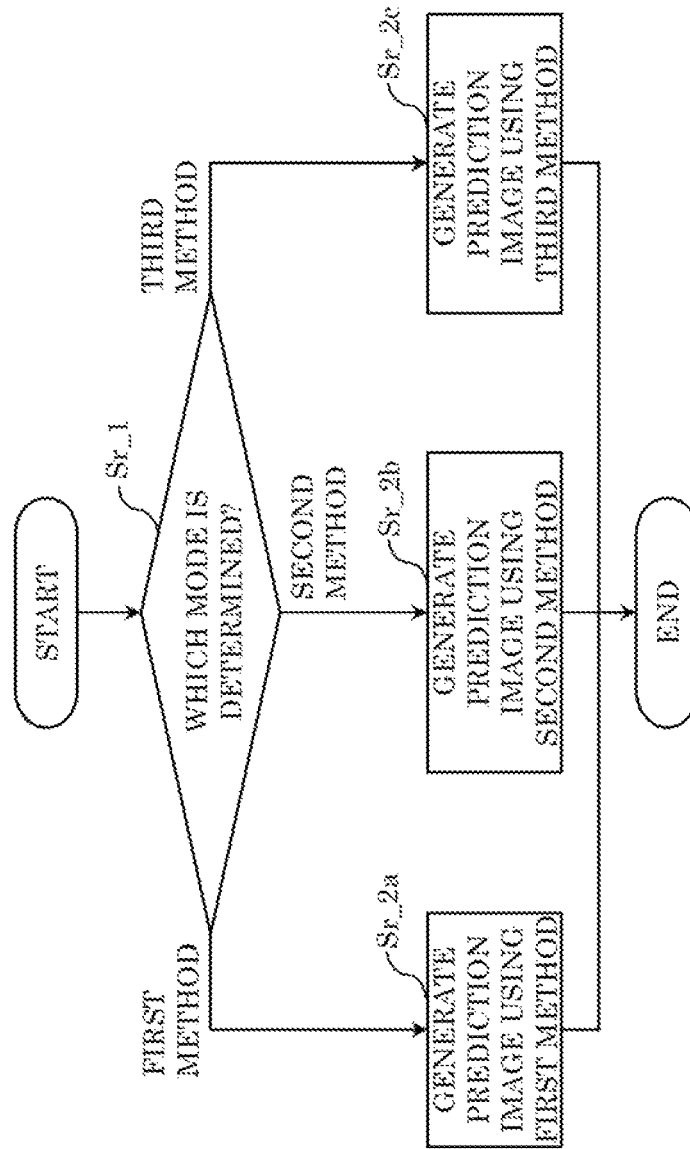 START
Sr_1
WHICH MODE IS
DETERMINED?
FIRST
METHOD
SECOND
METHOD
THIRD
METHOD
Sr_2a
GENERATE
PREDICTION
IMAGE USING
FIRST METHOD
Sr_2b
GENERATE
PREDICTION
IMAGE USING
SECOND METHOD
Sr_2c
GENERATE
PREDICTION
IMAGE USING
THIRD METHOD
END